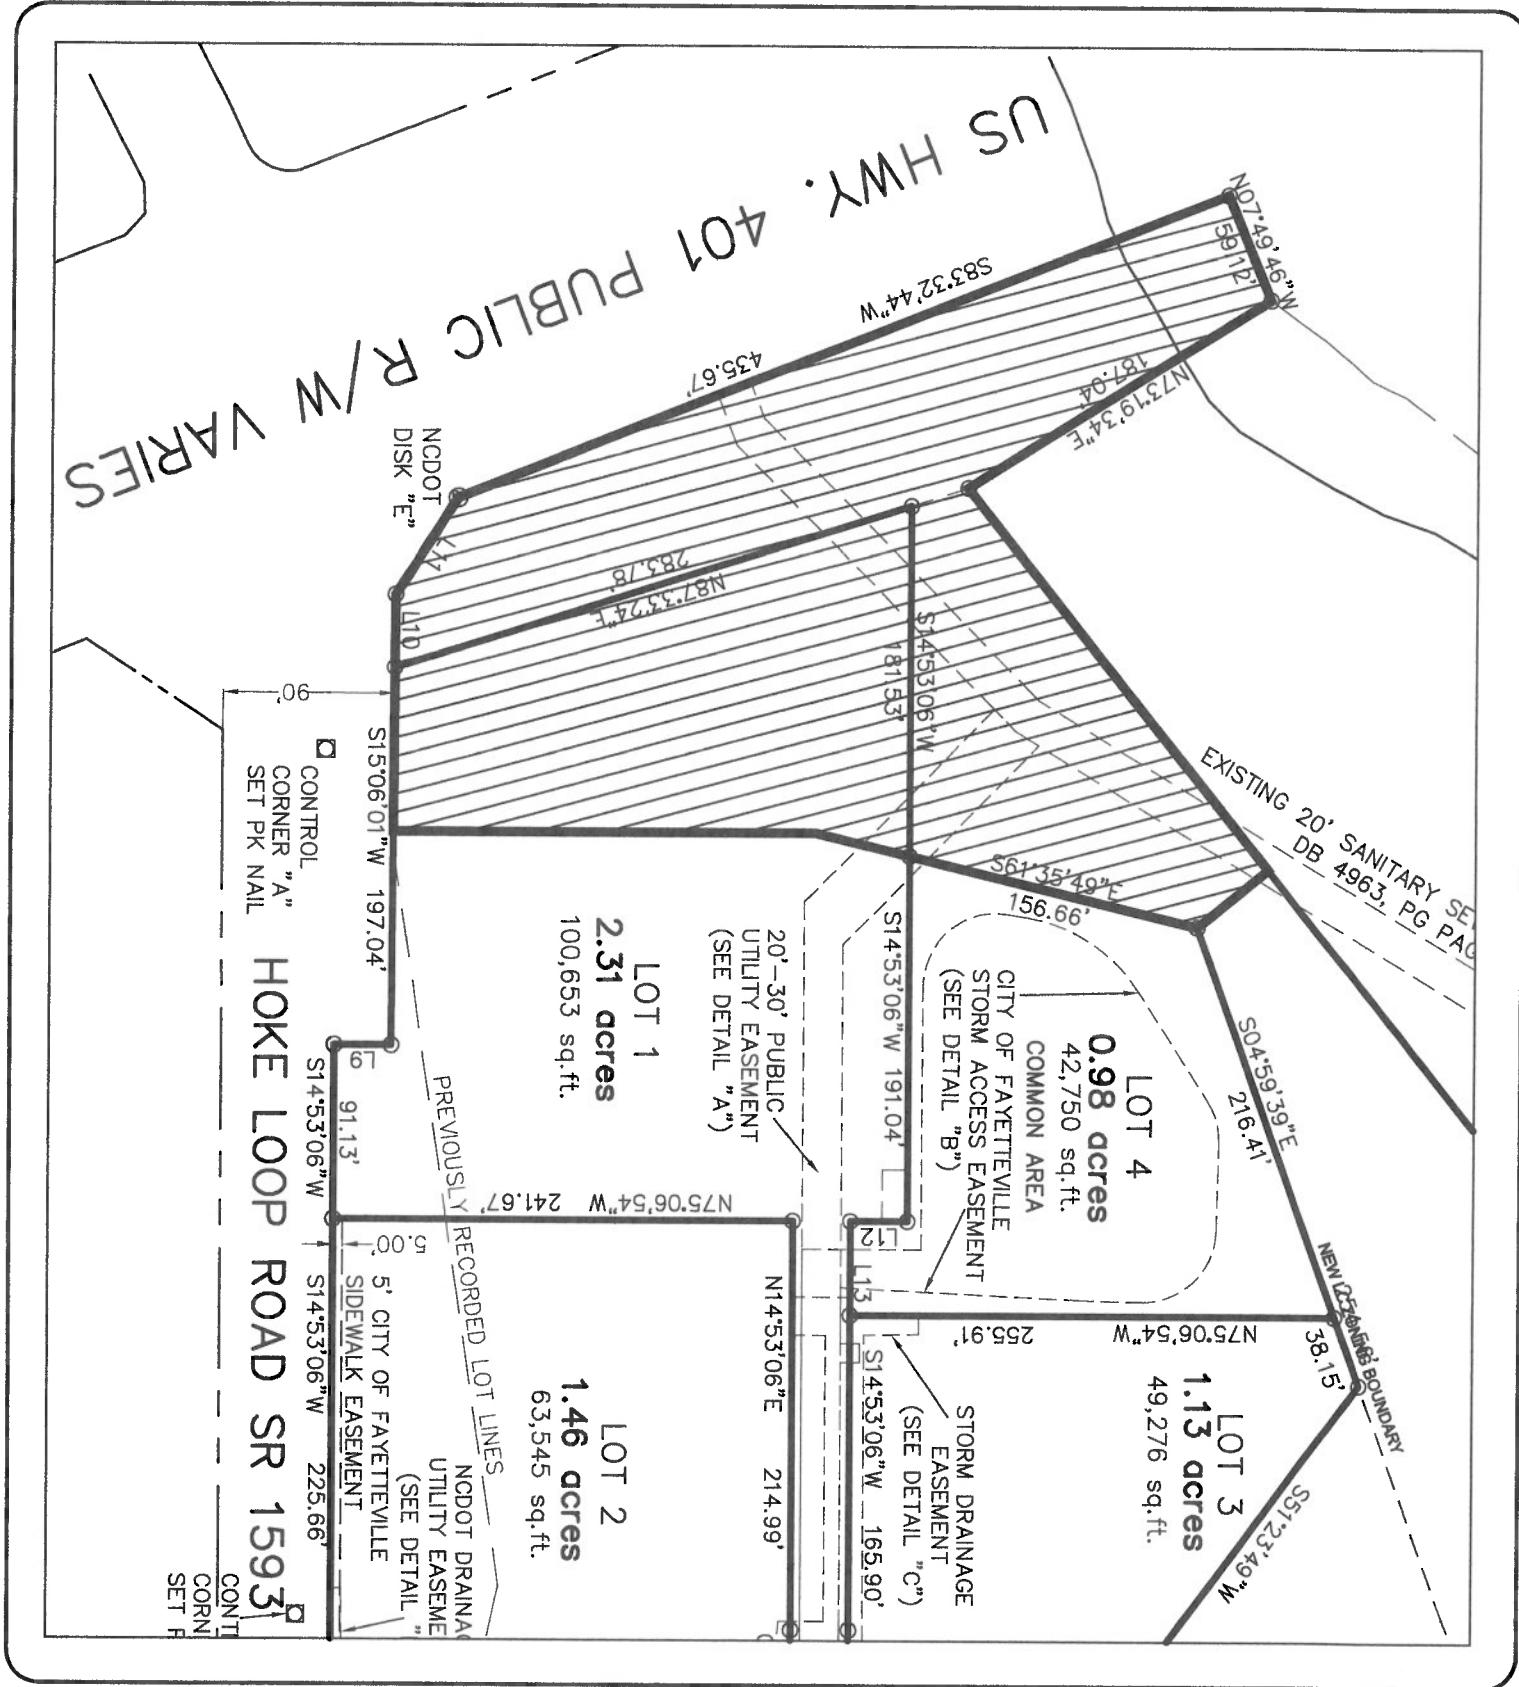 US HWY. 401 PUBLIC R/W VARIES
N07°49'46"W
59.12'
S83°32'44"W
435.67'
187.04'
N73°19'34"E
NCDOT
DISK "E"
L10
283.78'
N87°33'24"E
S14°53'06"W
181.53'
90'
CONTROL
CORNER "A"
SET PK NAIL
S15°06'01"W 197.04'
EXISTING 20' SANITARY SE
DB 4963, PG PAG
S61°35'49"E
156.66'
LOT 1
2.31 acres
100,653 sq.ft.
20'-30' PUBLIC
UTILITY EASEMENT
(SEE DETAIL "A")
S14°53'06"W 191.04'
CITY OF FAYETTEVILLE
STORM ACCESS EASEMENT
(SEE DETAIL "B")
COMMON AREA
LOT 4
0.98 acres
42,750 sq.ft.
S04°59'39"E
216.41'
L9
S14°53'06"W
91.13'
HOKE LOOP ROAD SR 1593
PREVIOUSLY RECORDED LOT LINES
N75°06'54"W 241.67'
L12
L13
N75°06'54"W 255.91'
BOUNDARY
38.15'
5.00'
5' CITY OF FAYETTEVILLE
SIDEWALK EASEMENT
S14°53'06"W 225.66'
NCDOT DRAINA
UTILITY EASEME
(SEE DETAIL "
LOT 2
1.46 acres
63,545 sq.ft.
N14°53'06"E 214.99'
S14°53'06"W 165.90'
STORM DRAINAGE
EASEMENT
(SEE DETAIL "C")
LOT 3
1.13 acres
49,276 sq.ft.
S51°23'49"W
CONT
CORN
SET P